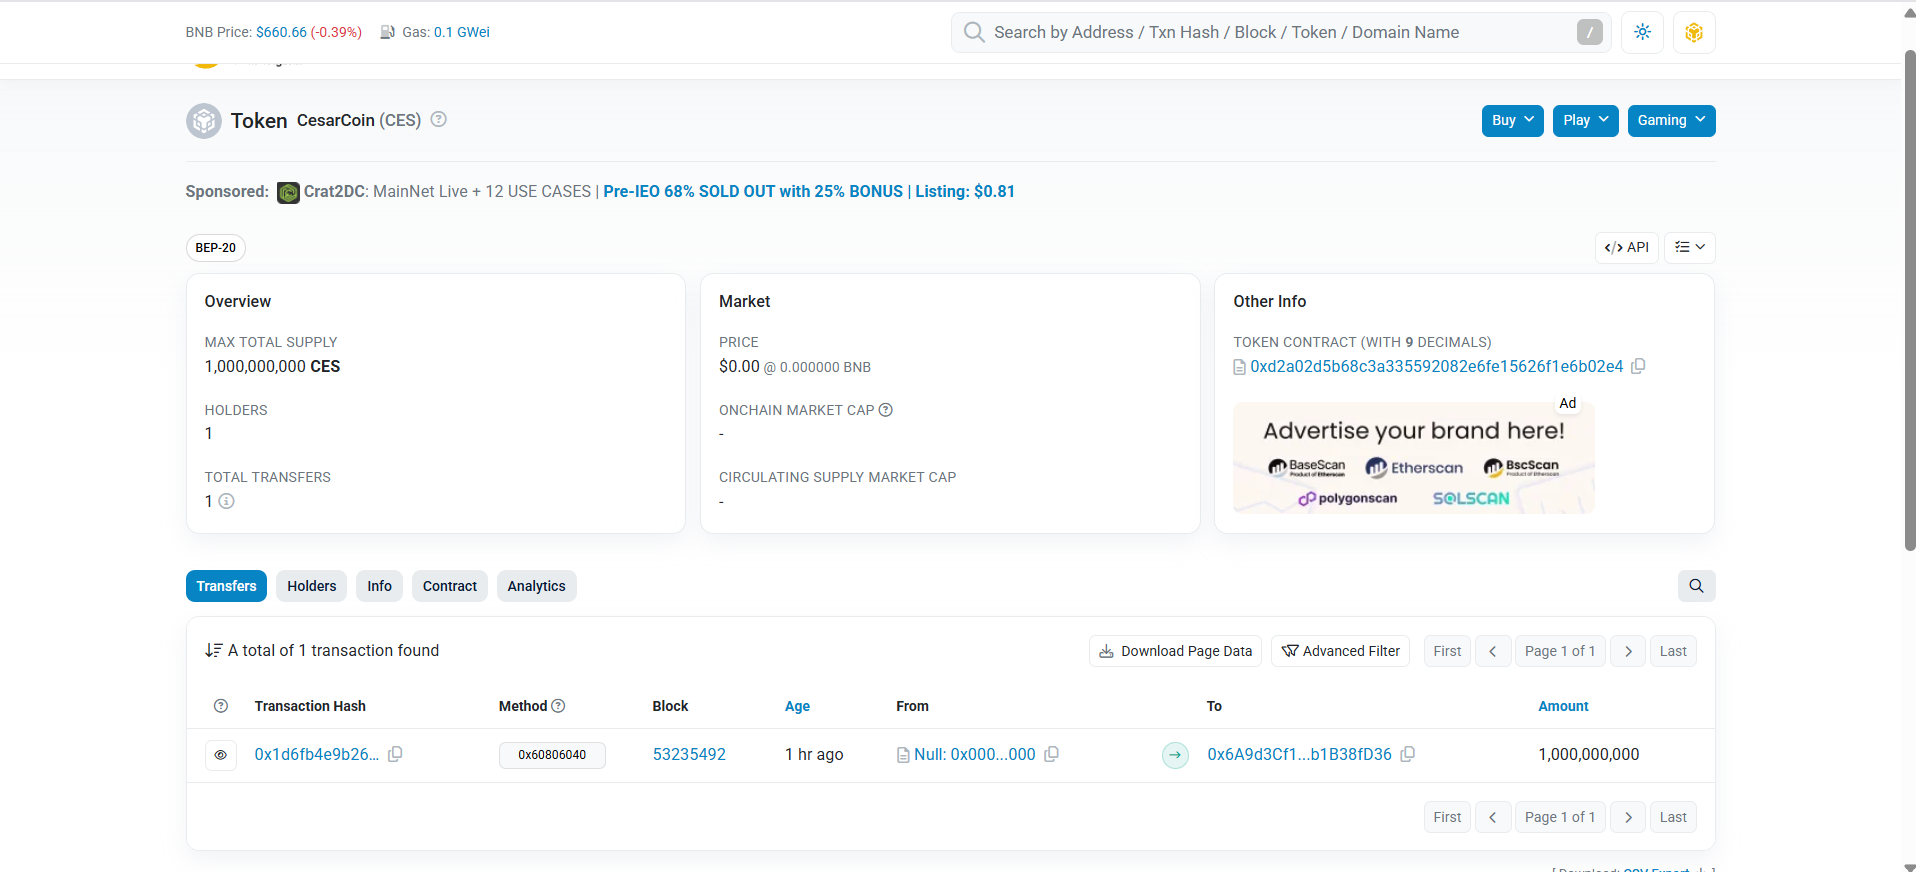 BNB Price: $660.66 (-0.39%) Gas: 0.1 GWei
Search by Address / Txn Hash / Block / Token / Domain Name /
Token CesarCoin (CES)
Buy Play Gaming
Sponsored: Crat2DC: MainNet Live + 12 USE CASES | Pre-IEO 68% SOLD OUT with 25% BONUS | Listing: $0.81
BEP-20
</> API
Overview
MAX TOTAL SUPPLY
1,000,000,000 CES
HOLDERS
1
TOTAL TRANSFERS
1
Market
PRICE
$0.00 @ 0.000000 BNB
ONCHAIN MARKET CAP
-
CIRCULATING SUPPLY MARKET CAP
-
Other Info
TOKEN CONTRACT (WITH 9 DECIMALS)
0xd2a02d5b68c3a335592082e6fe15626f1e6b02e4
Ad
Advertise your brand here!
BaseScan Product of Etherscan Etherscan BscScan Product of Etherscan
polygonscan SOLSCAN
Transfers Holders Info Contract Analytics
A total of 1 transaction found
Download Page Data Advanced Filter First Page 1 of 1 Last
Transaction Hash Method Block Age From To Amount
0x1d6fb4e9b26... 0x60806040 53235492 1 hr ago Null: 0x000...000 0x6A9d3Cf1...b1B38fD36 1,000,000,000
First Page 1 of 1 Last